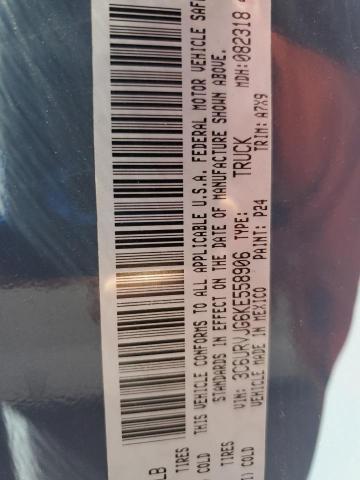 LB
TIRES
COLD
THIS VEHICLE CONFORMS TO ALL APPLICABLE U.S.A. FEDERAL MOTOR VEHICLE SAF
STANDARDS IN EFFECT ON THE DATE OF MANUFACTURE SHOWN ABOVE.
TIRES VIN: 3C6URVJG6KE558906 TRUCK MDH:082318
I) COLD VEHICLE MADE IN MEXICO PAINT: P24 TRIM: A7X9